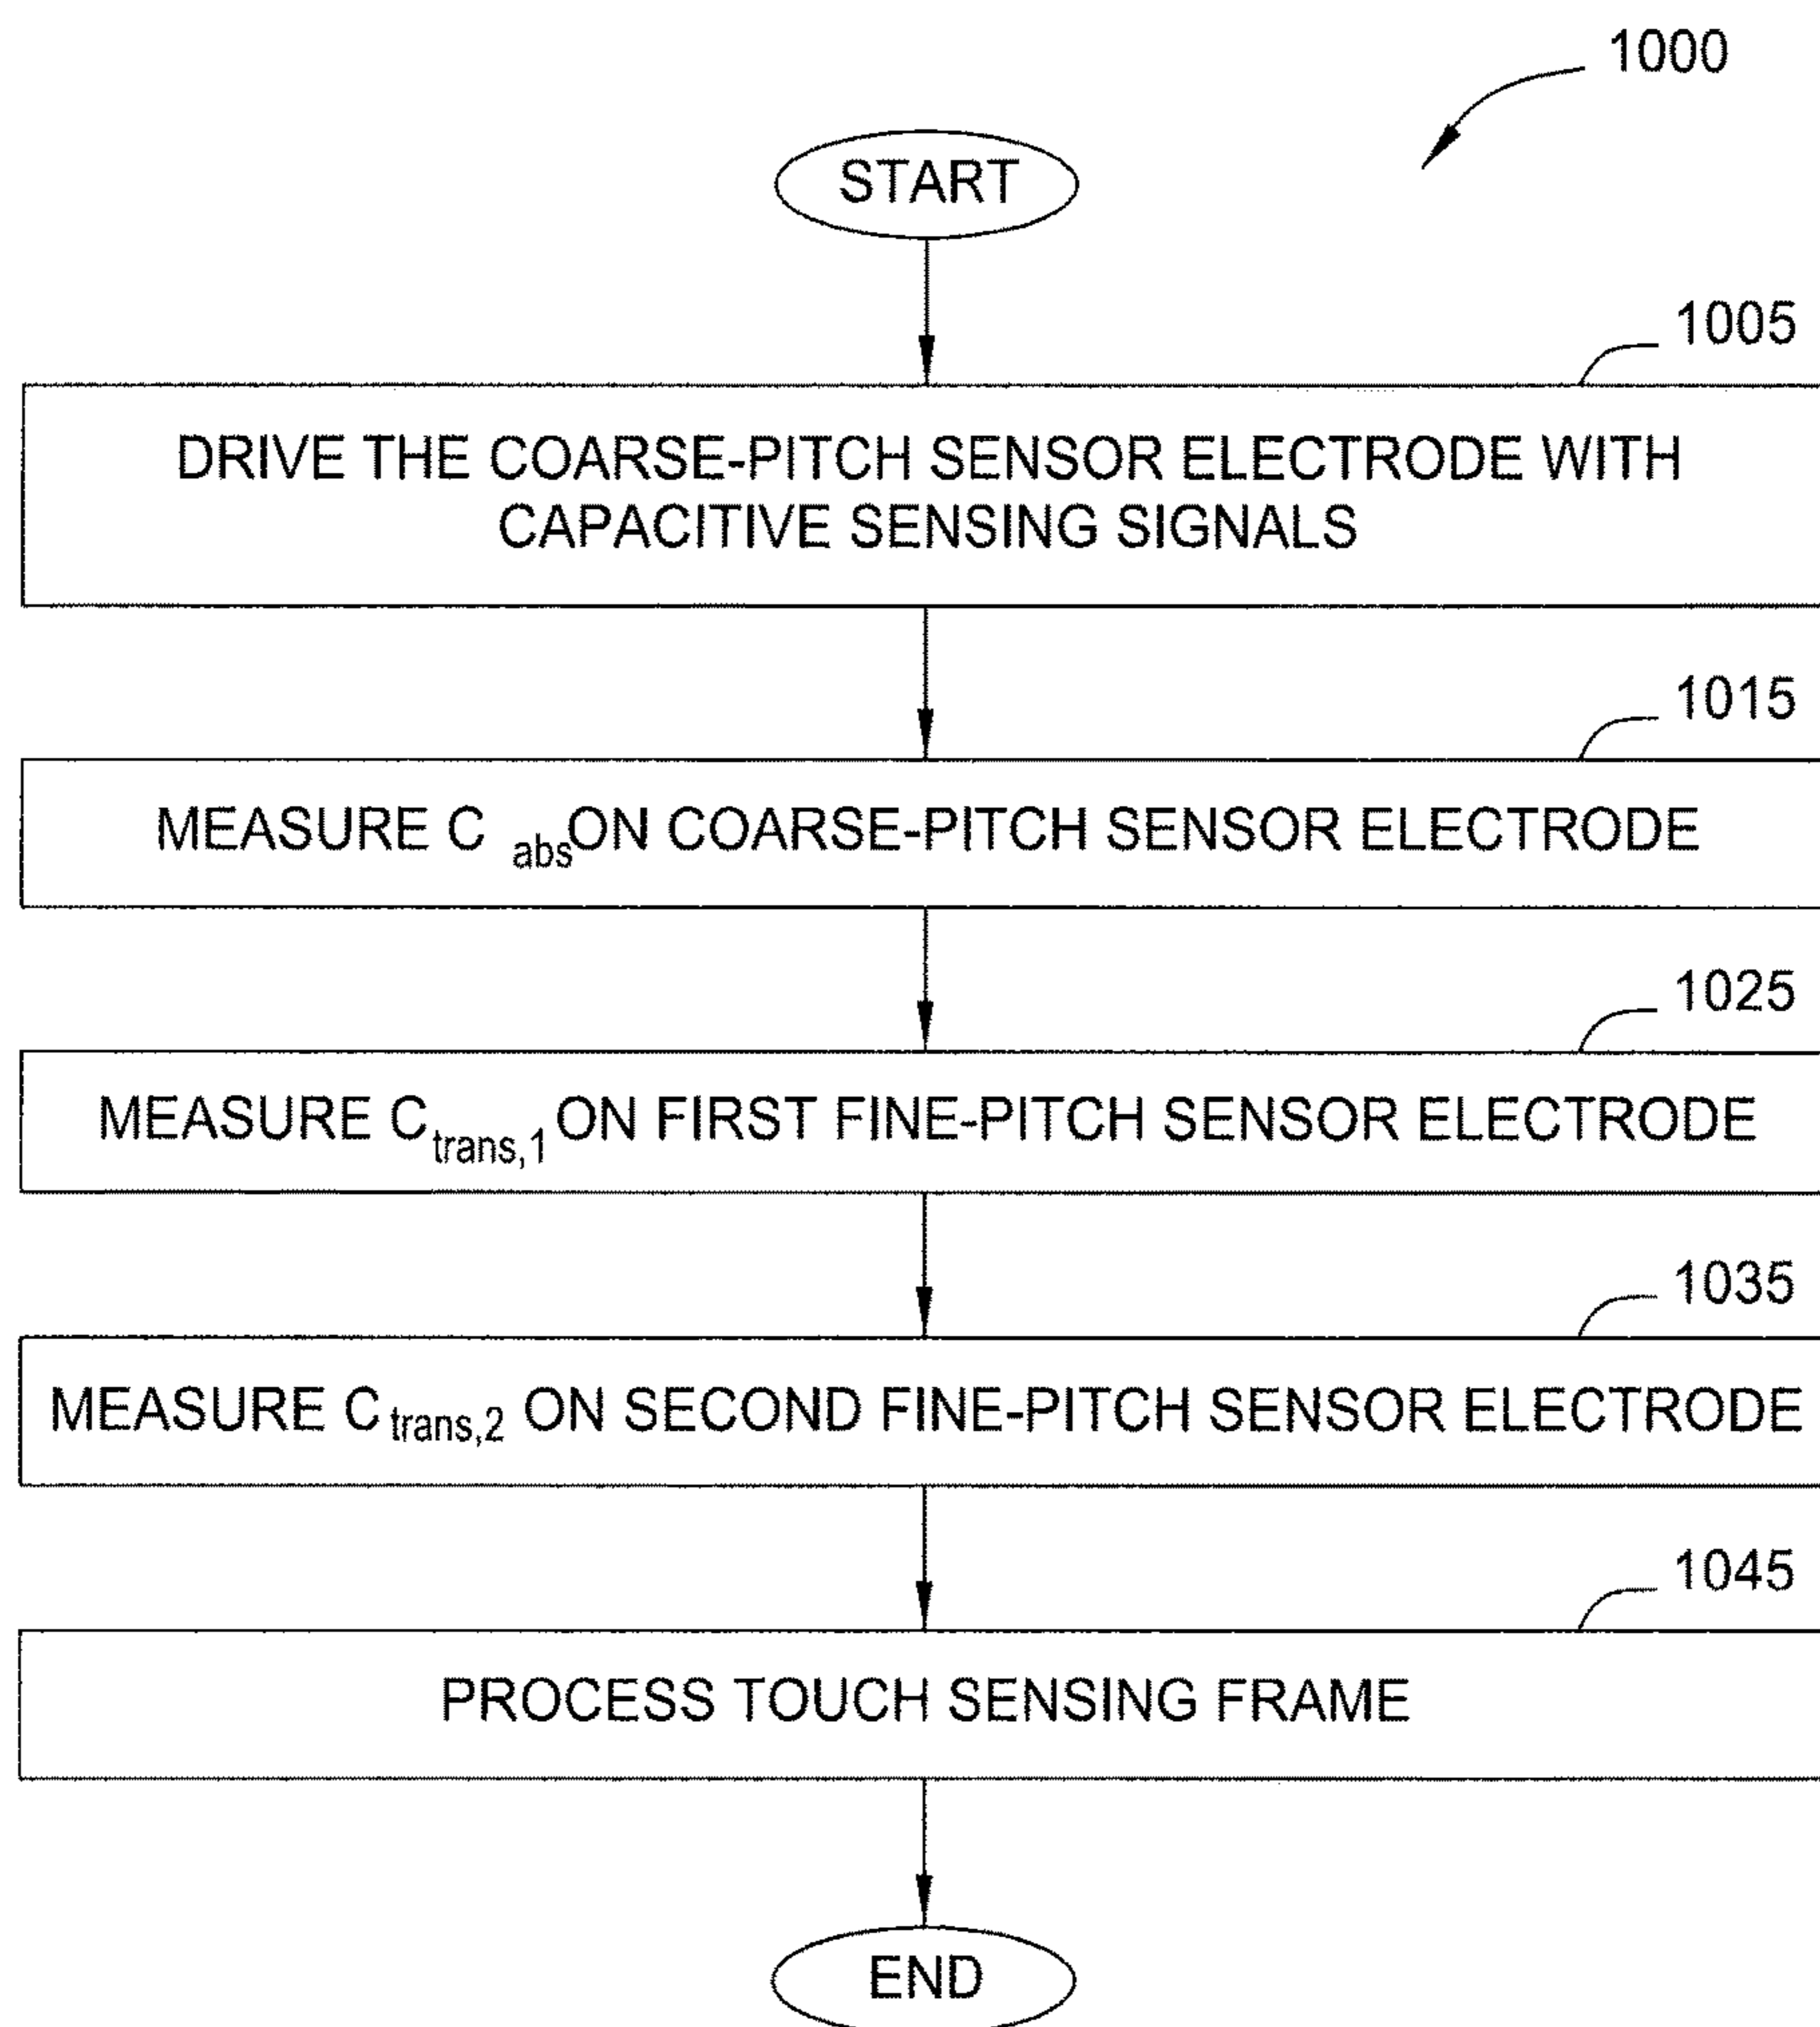 1000
START
1005
DRIVE THE COARSE-PITCH SENSOR ELECTRODE WITH
CAPACITIVE SENSING SIGNALS
1015
MEASURE C abs ON COARSE-PITCH SENSOR ELECTRODE
1025
MEASURE Ctrans,1 ON FIRST FINE-PITCH SENSOR ELECTRODE
1035
MEASURE Ctrans,2 ON SECOND FINE-PITCH SENSOR ELECTRODE
1045
PROCESS TOUCH SENSING FRAME
END